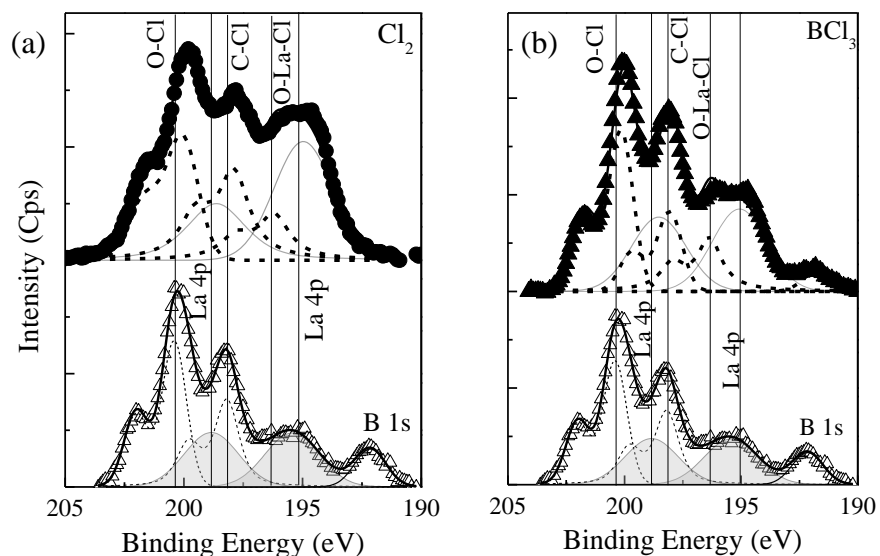 (a)
Cl2
O-Cl
C-Cl
O-La-Cl
La 4p
La 4p
B 1s
Intensity (Cps)
205 200 195 190
Binding Energy (eV)
(b)
BCl3
O-Cl
C-Cl
O-La-Cl
La 4p
La 4p
B 1s
205 200 195 190
Binding Energy (eV)